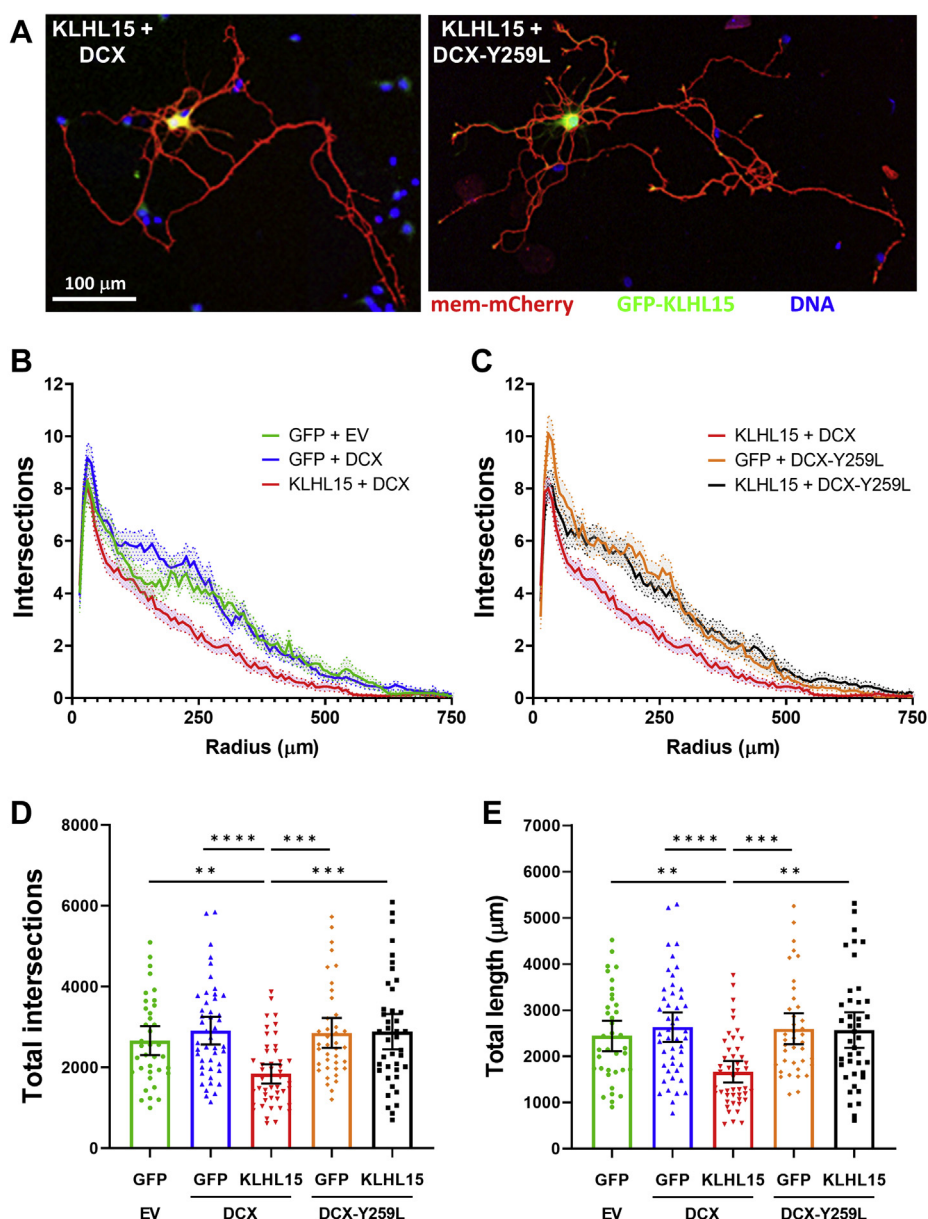 A
KLHL15 +
DCX
KLHL15 +
DCX-Y259L
100 μm
mem-mCherry GFP-KLHL15 DNA
B
Intersections
12
10
8
6
4
2
0
GFP + EV
GFP + DCX
KLHL15 + DCX
0 250 500 750
Radius (μm)
C
Intersections
12
10
8
6
4
2
0
KLHL15 + DCX
GFP + DCX-Y259L
KLHL15 + DCX-Y259L
0 250 500 750
Radius (μm)
D
Total intersections
8000
6000
4000
2000
0
**** ***
** ***
GFP GFP KLHL15 GFP KLHL15
EV DCX DCX-Y259L
E
Total length (μm)
7000
6000
5000
4000
3000
2000
1000
0
**** ***
** **
GFP GFP KLHL15 GFP KLHL15
EV DCX DCX-Y259L